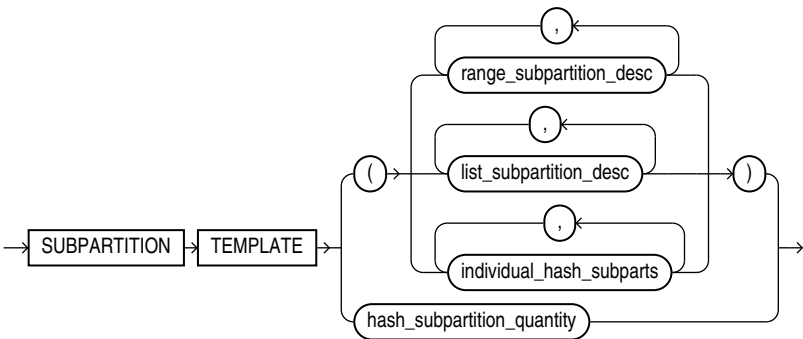 ,
range_subpartition_desc
,
( list_subpartition_desc )
SUBPARTITION TEMPLATE
,
individual_hash_subparts
hash_subpartition_quantity